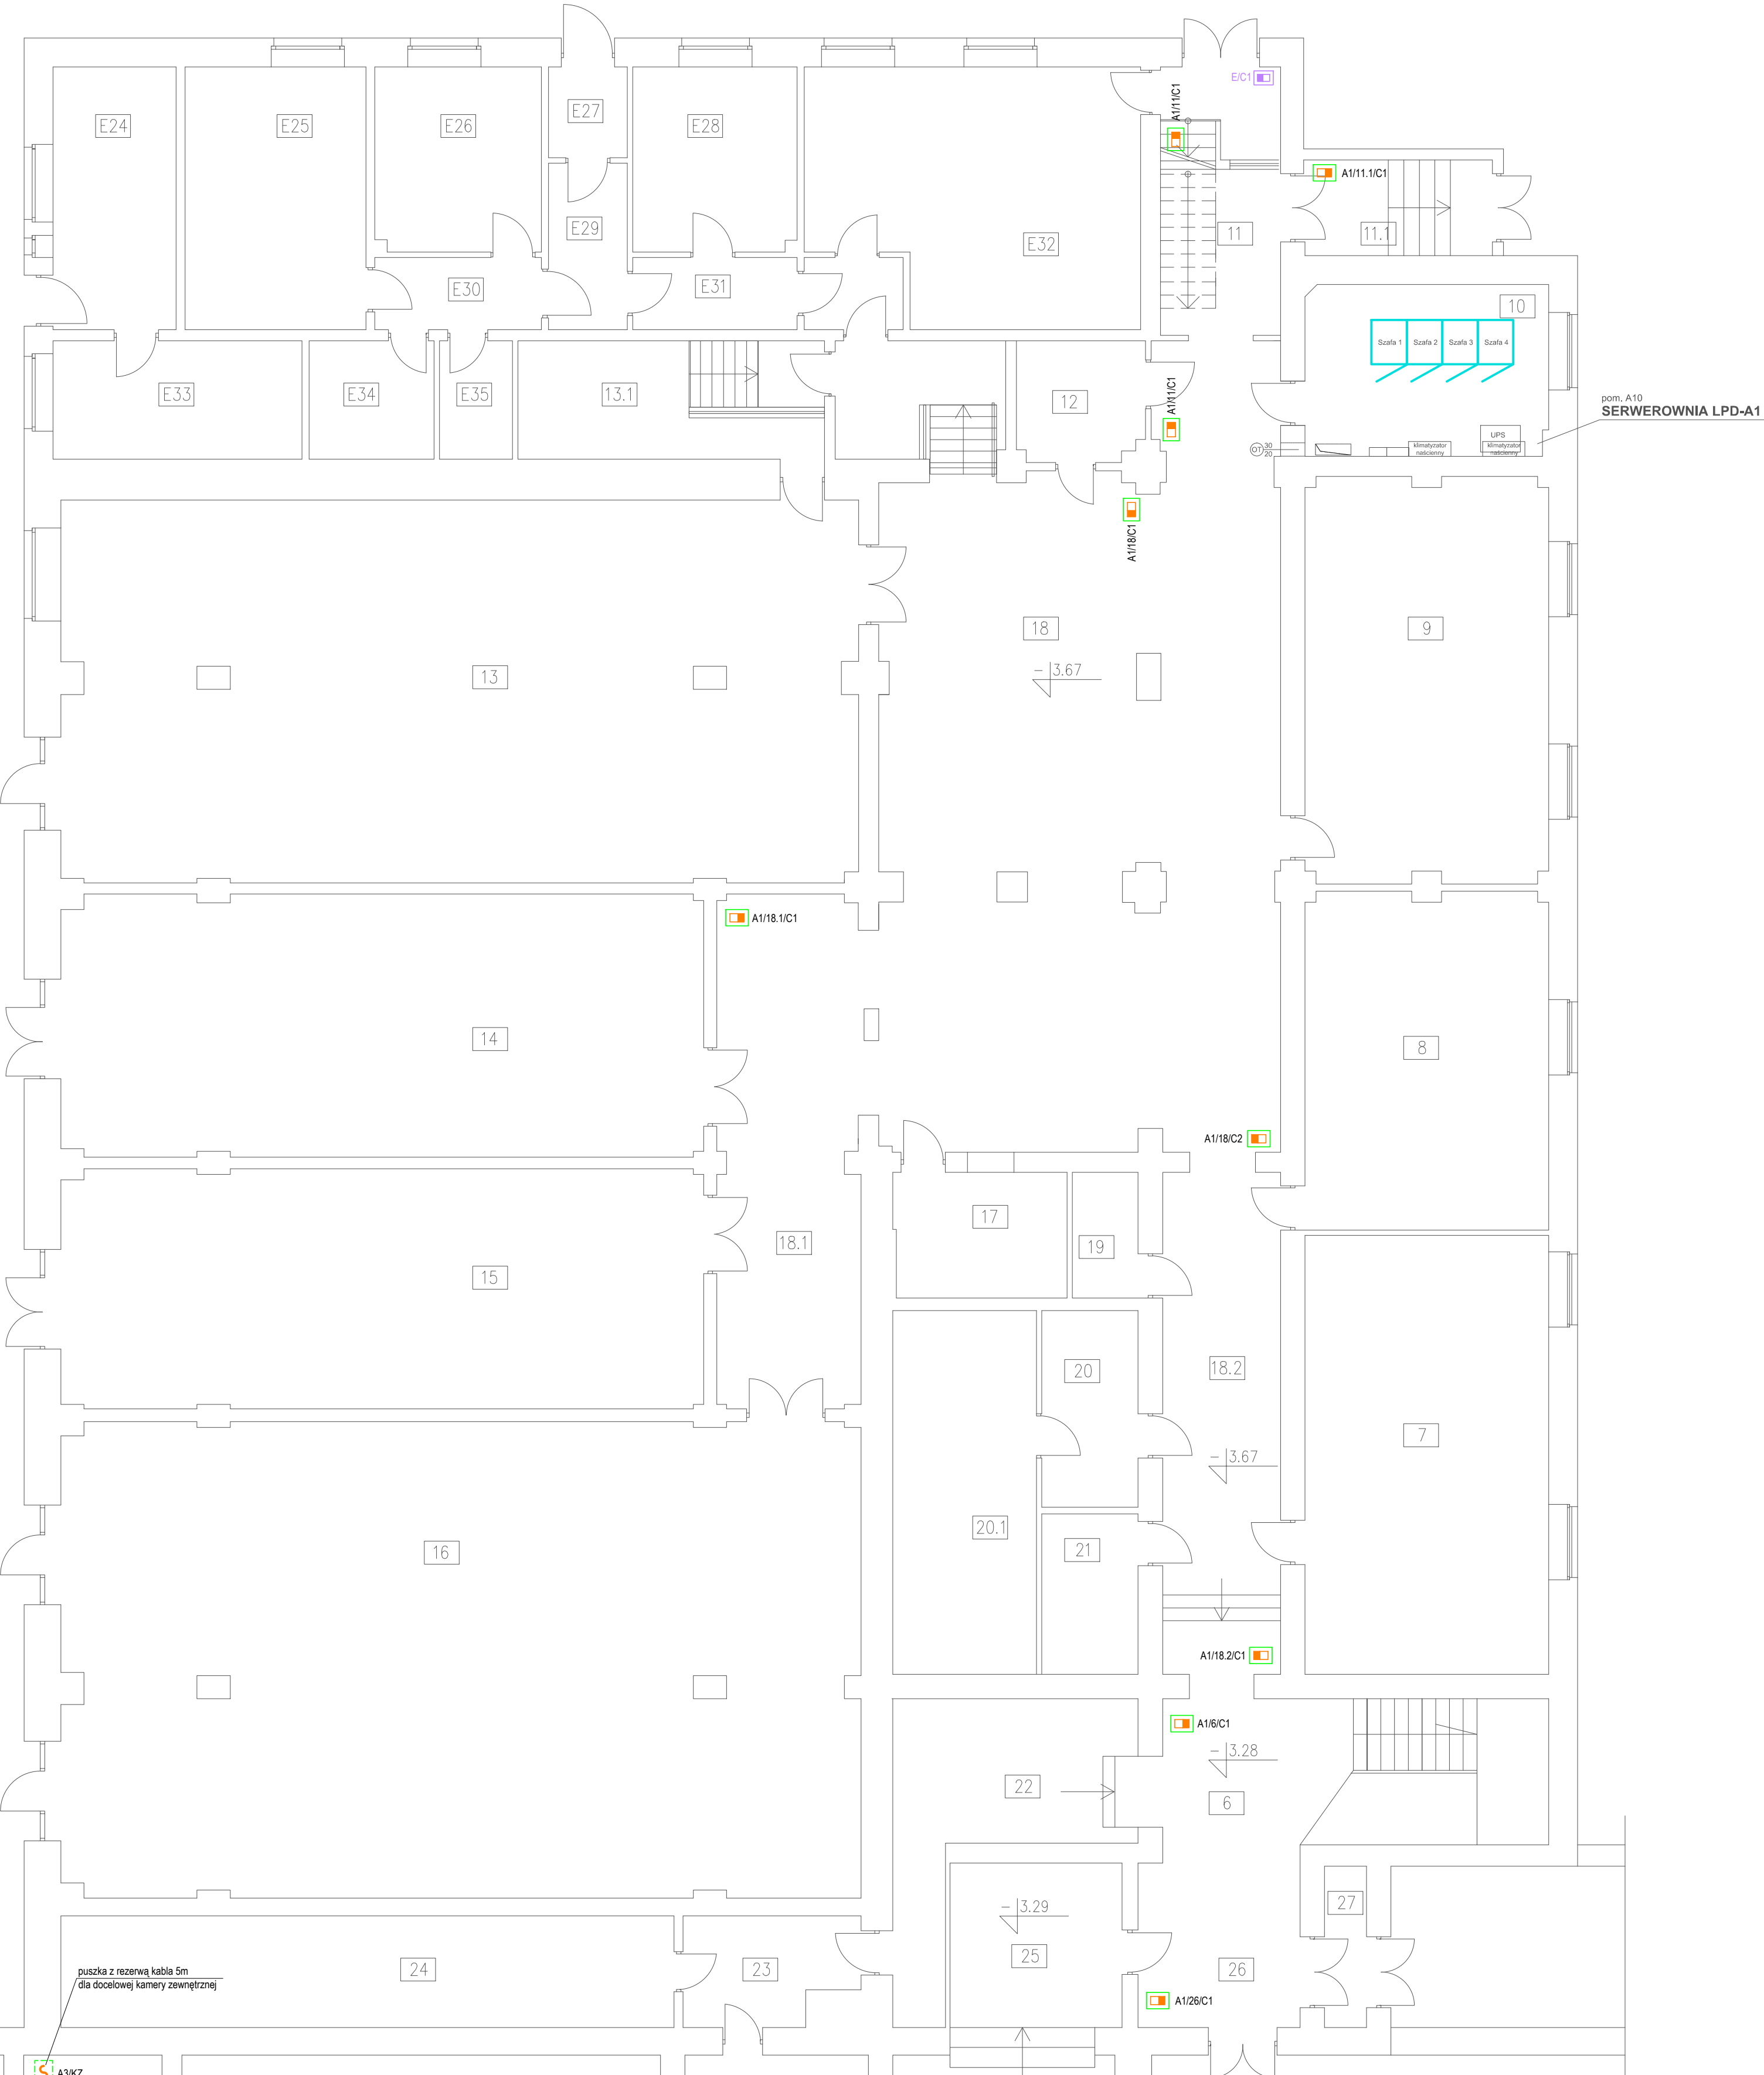 E/C1
A1/11/C1
E24
E25
E26
E27
E28
A1/11.1/C1
E29
E32
11
11.1
E30
E31
10
Szafa 1
Szafa 2
Szafa 3
Szafa 4
E33
E34
E35
13.1
12
A1/11/C1
pom. A10
SERWEROWNIA LPD-A1
UPS
01
30
20
klimatyzator
naścienny
klimatyzator
naścienny
A1/18/C1
18
9
- 3.67
13
A1/18.1/C1
14
8
A1/18/C2
17
19
18.1
15
20
18.2
7
- 3.67
20.1
21
16
A1/18.2/C1
A1/6/C1
- 3.28
22
6
27
- 3.29
25
24
23
26
puszka z rezerwą kabla 5m
dla docelowej kamery zewnętrznej
A1/26/C1
A3/KZ